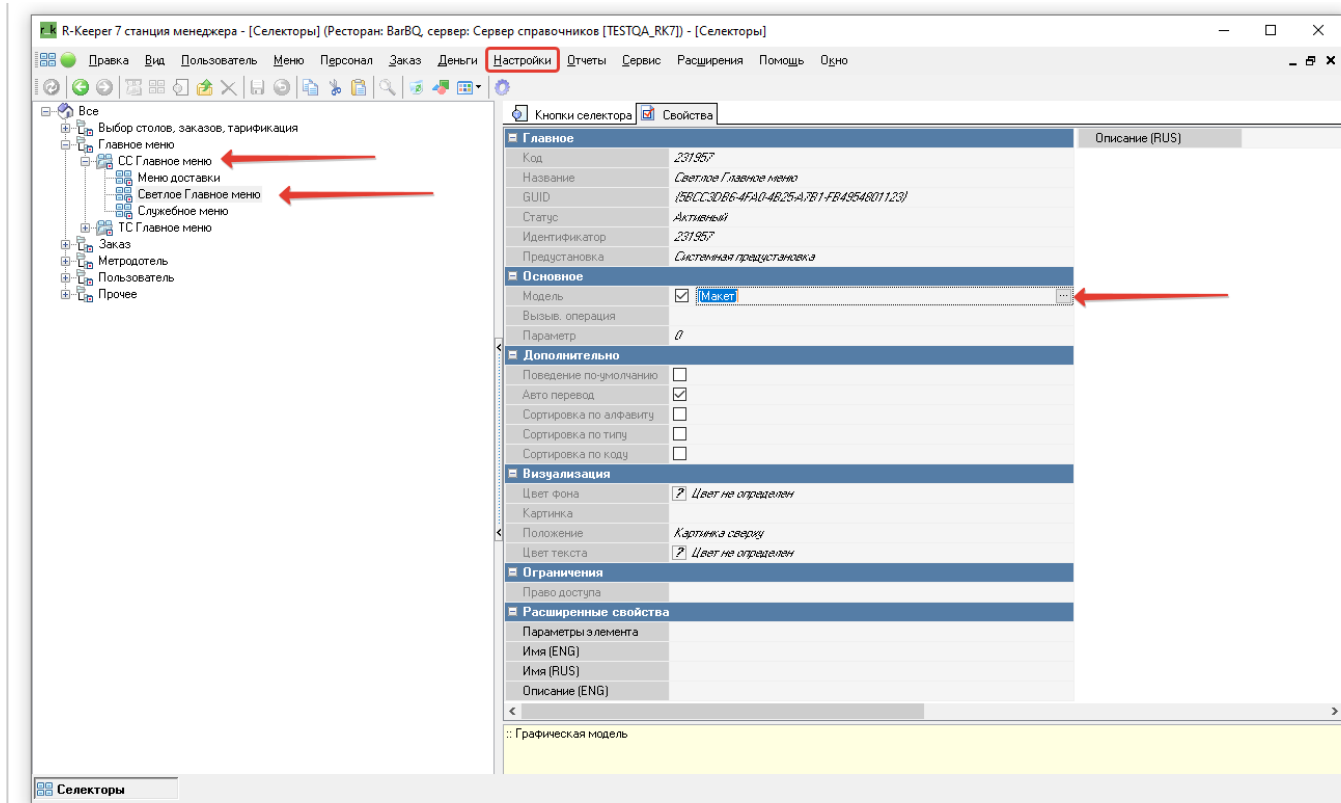 R-Keeper 7 станция менеджера - [Селекторы] (Ресторан: BarBQ, сервер: Сервер справочников [TESTQA_RK7]) - [Селекторы]
Правка Вид Пользователь Меню Персонал Заказ Деньги Настройки Отчеты Сервис Расширения Помощь Окно
Все
Выбор столов, заказов, тарификация
Главное меню
СС Главное меню
Меню доставки
Светлое Главное меню
Служебное меню
ТС Главное меню
Заказ
Метродотель
Пользователь
Прочее
Кнопки селектора Свойства
Главное
Описание (RUS)
Код 231957
Название Светлое Главное меню
GUID {5BCC3DB6-4FA0-4B25-A7B1-FB4954801123}
Статус Активный
Идентификатор 231957
Предустановка Системная предустановка
Основное
Модель [Макет] ...
Вызыв. операция
Параметр 0
Дополнительно
Поведение по-умолчанию
Авто перевод
Сортировка по алфавиту
Сортировка по типу
Сортировка по коду
Визуализация
Цвет фона ? Цвет не определен
Картинка
Положение Картинка сверху
Цвет текста ? Цвет не определен
Ограничения
Право доступа
Расширенные свойства
Параметры элемента
Имя (ENG)
Имя (RUS)
Описание (ENG)
:: Графическая модель
Селекторы